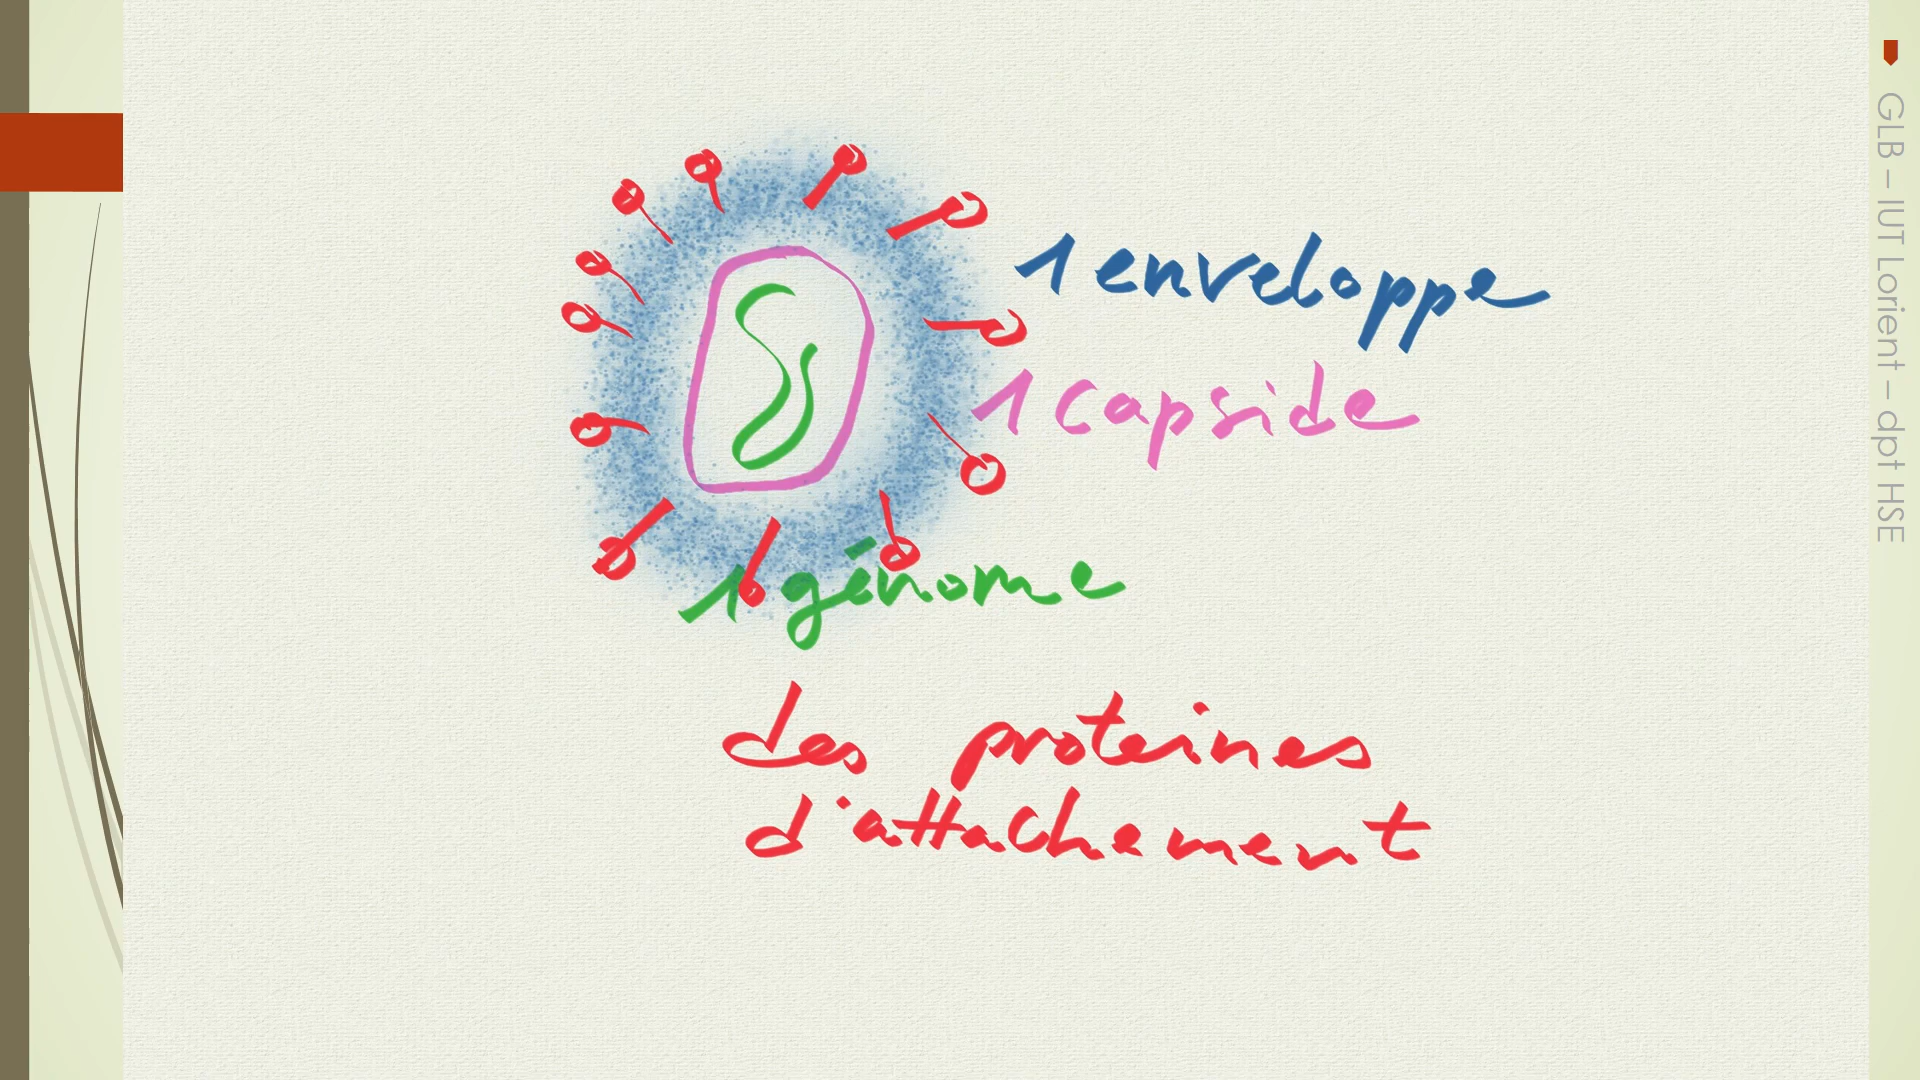 1 enveloppe
1 capside
1 génome
des proteines
d'attachement
GLB – IUT Lorient – dpt HSE